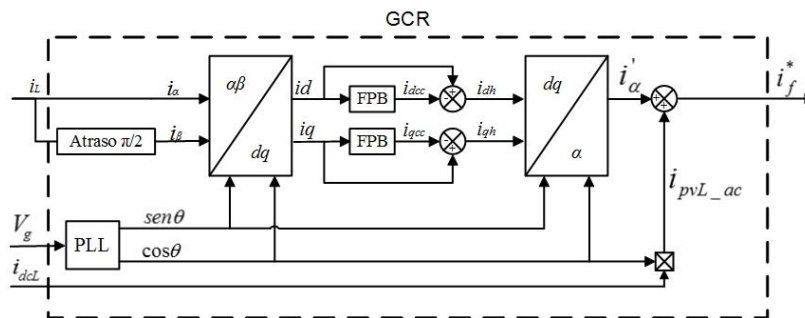 GCR
i_L
i_α
Atraso π/2
i_β
αβ
dq
id
iq
FPB
FPB
i_dcc
i_qcc
- +
- +
i_dh
i_qh
dq
α
i'_α
+ +
i_f^*
i_pvL_ac
V_g
PLL
senθ
cosθ
i_dcL